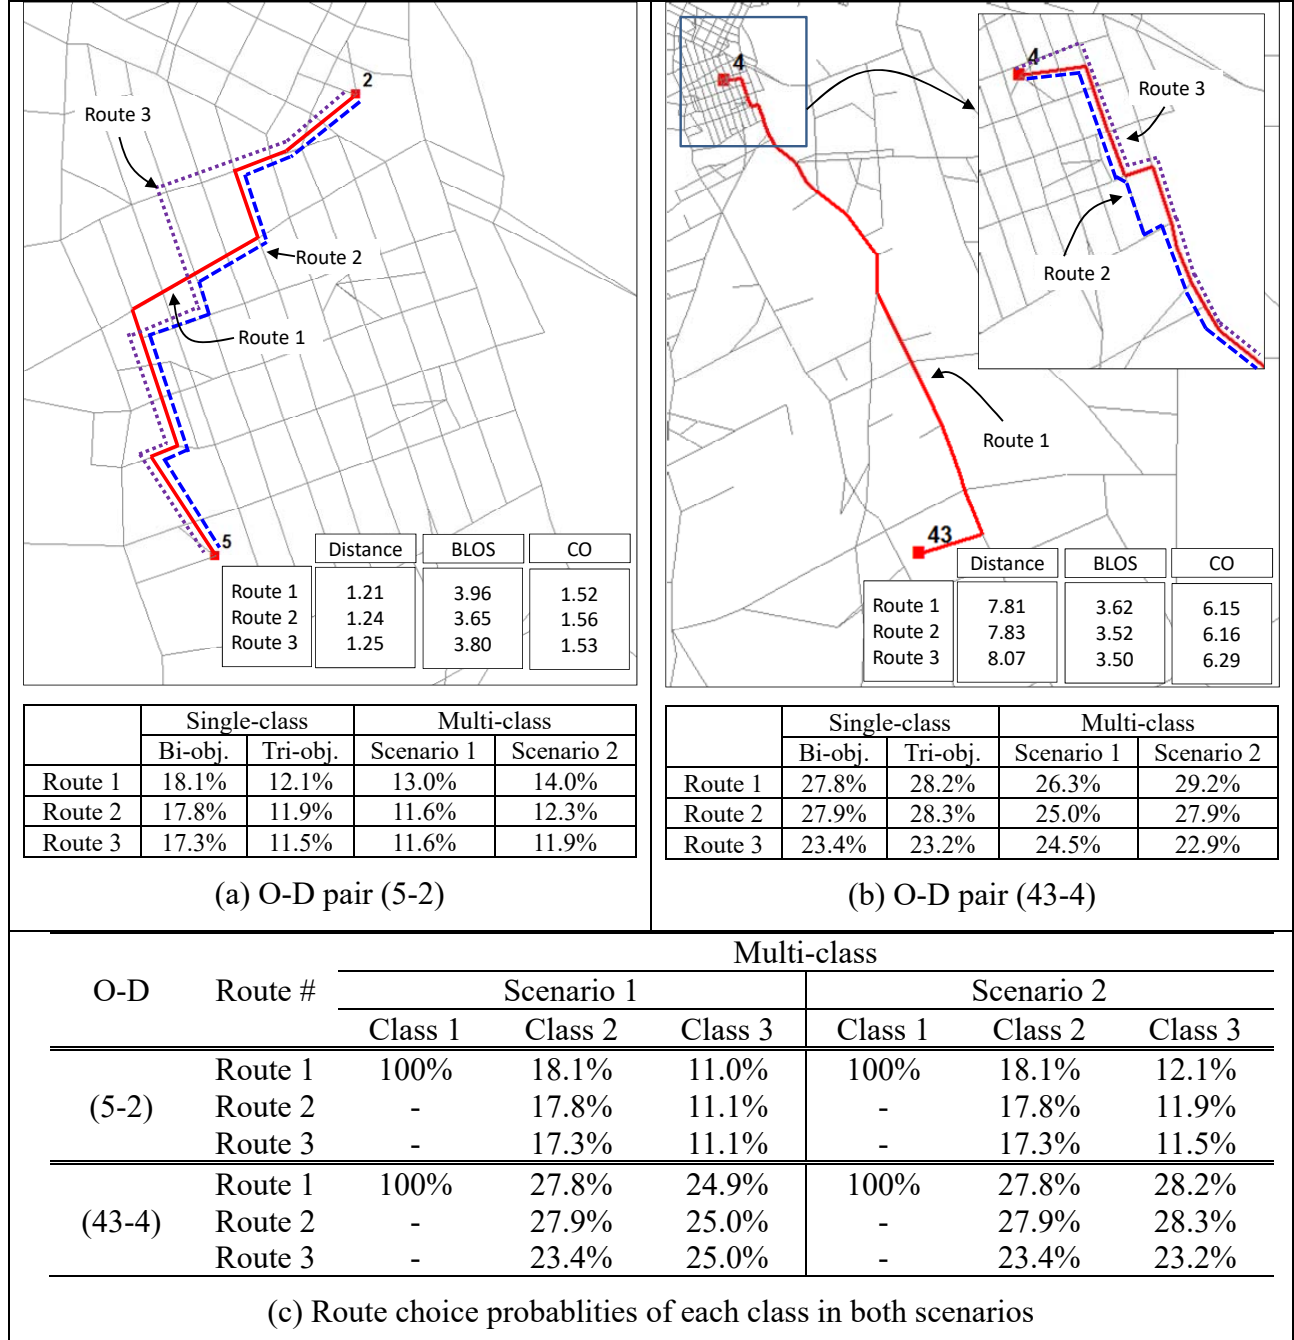 2
Route 3
Route 2
Route 1
5
Distance BLOS CO
Route 1 1.21 3.96 1.52
Route 2 1.24 3.65 1.56
Route 3 1.25 3.80 1.53
Single-class Multi-class
Bi-obj. Tri-obj. Scenario 1 Scenario 2
Route 1 18.1% 12.1% 13.0% 14.0%
Route 2 17.8% 11.9% 11.6% 12.3%
Route 3 17.3% 11.5% 11.6% 11.9%
(a) O-D pair (5-2)
4
4
Route 3
Route 2
Route 1
43
Distance BLOS CO
Route 1 7.81 3.62 6.15
Route 2 7.83 3.52 6.16
Route 3 8.07 3.50 6.29
Single-class Multi-class
Bi-obj. Tri-obj. Scenario 1 Scenario 2
Route 1 27.8% 28.2% 26.3% 29.2%
Route 2 27.9% 28.3% 25.0% 27.9%
Route 3 23.4% 23.2% 24.5% 22.9%
(b) O-D pair (43-4)
Multi-class
O-D Route # Scenario 1 Scenario 2
Class 1 Class 2 Class 3 Class 1 Class 2 Class 3
Route 1 100% 18.1% 11.0% 100% 18.1% 12.1%
(5-2) Route 2 - 17.8% 11.1% - 17.8% 11.9%
Route 3 - 17.3% 11.1% - 17.3% 11.5%
Route 1 100% 27.8% 24.9% 100% 27.8% 28.2%
(43-4) Route 2 - 27.9% 25.0% - 27.9% 28.3%
Route 3 - 23.4% 25.0% - 23.4% 23.2%
(c) Route choice probablities of each class in both scenarios